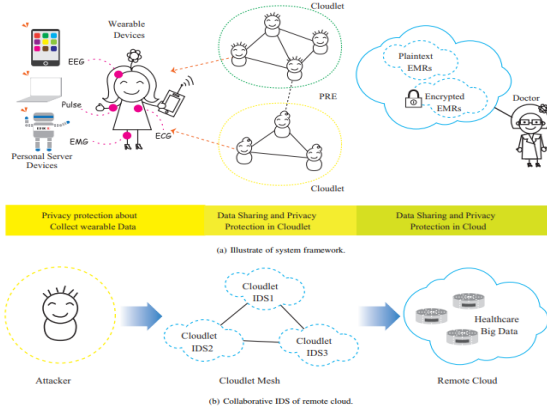 Cloudlet
Wearable
Devices
EEG
Pulse
EMG
ECG
Personal Server
Devices
PRE
Cloudlet
Plaintext
EMRs
Encrypted
EMRs
Doctor
Privacy protection about
Collect wearable Data
Data Sharing and Privacy
Protection in Cloudlet
Data Sharing and Privacy
Protection in Cloud
(a) Illustrate of system framework.
Attacker
Cloudlet
IDS1
Cloudlet
IDS2
Cloudlet
IDS3
Cloudlet Mesh
Healthcare
Big Data
Remote Cloud
(b) Collaborative IDS of remote cloud.